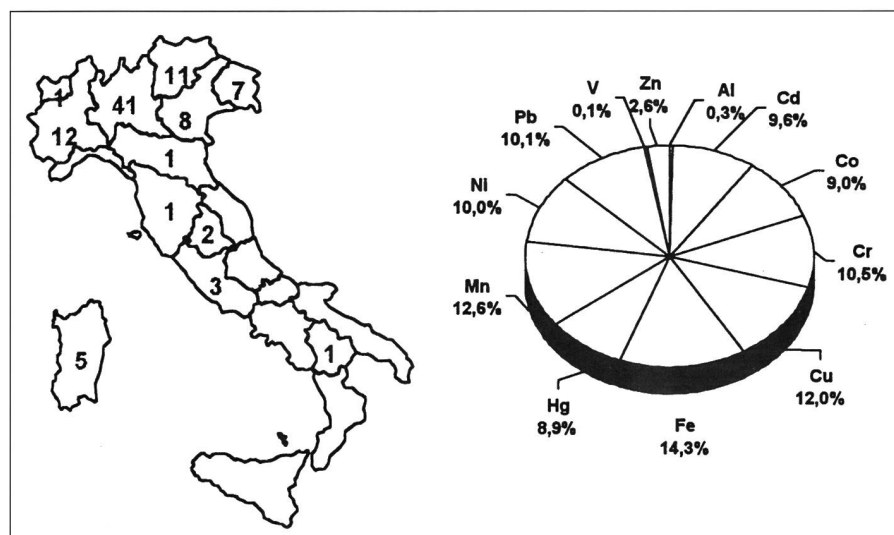 11
7
1
41
8
12
1
1
2
3
5
1
V
0,1%
Zn
2,6%
Al
0,3%
Cd
9,6%
Pb
10,1%
Co
9,0%
Ni
10,0%
Cr
10,5%
Mn
12,6%
Cu
12,0%
Hg
8,9%
Fe
14,3%